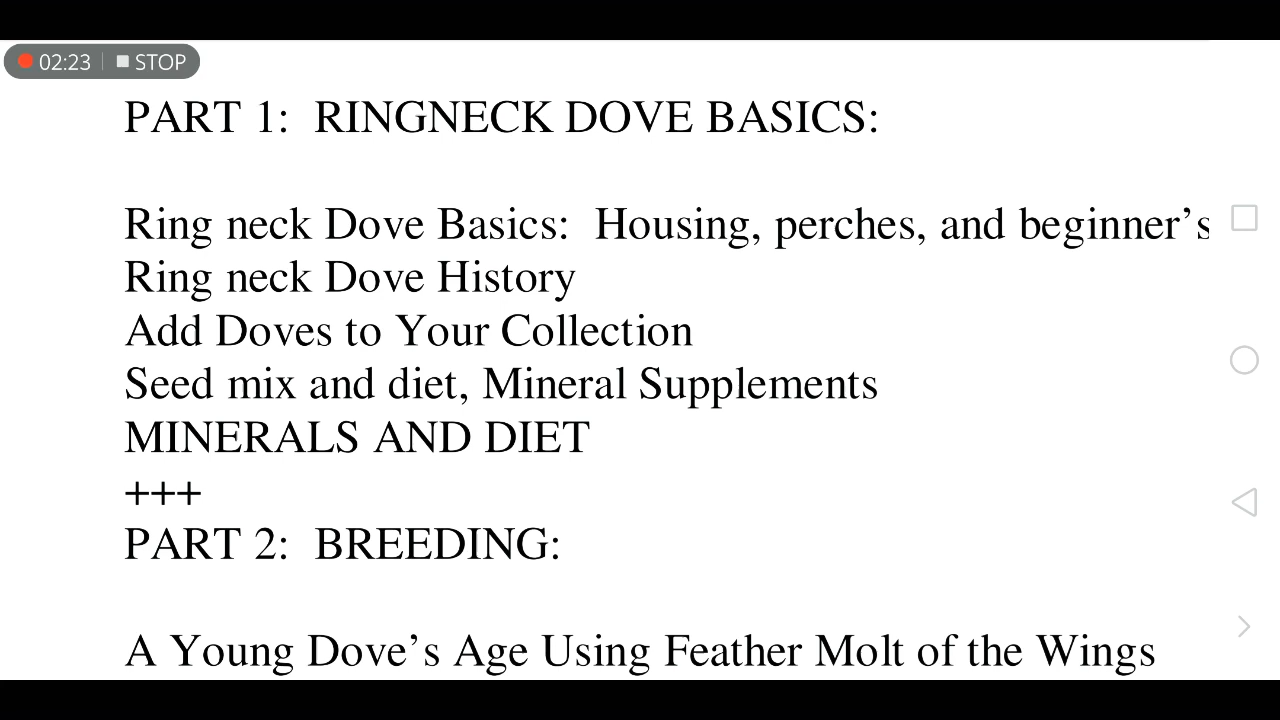 02:23 STOP
PART 1:  RINGNECK DOVE BASICS:
Ring neck Dove Basics:  Housing, perches, and beginner’s
Ring neck Dove History
Add Doves to Your Collection
Seed mix and diet, Mineral Supplements
MINERALS AND DIET
+++
PART 2:  BREEDING:
A Young Dove’s Age Using Feather Molt of the Wings